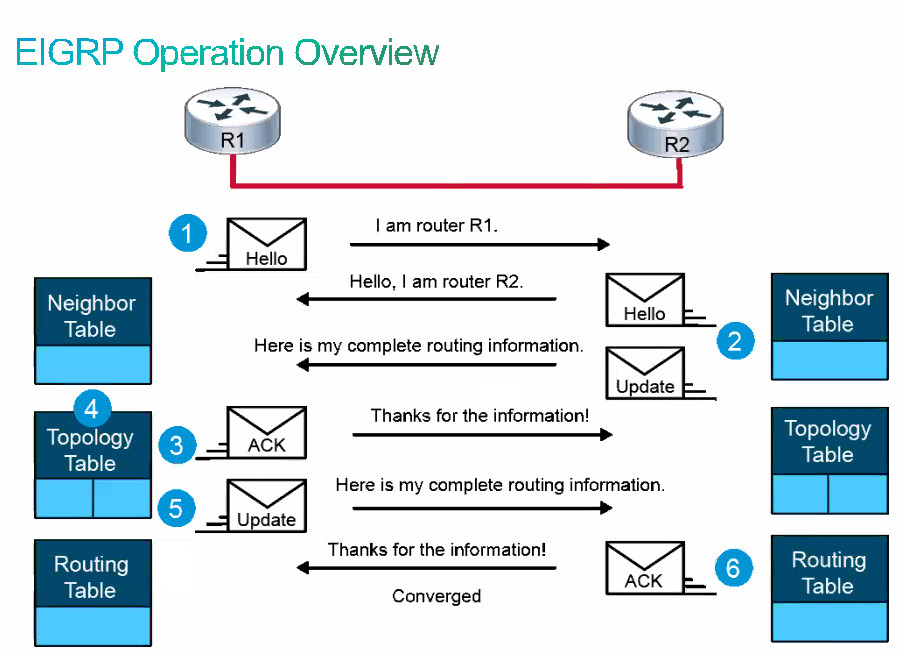 EIGRP Operation Overview
R1
R2
1
Hello
I am router R1.
Hello, I am router R2.
Hello
2
Neighbor
Table
Neighbor
Table
Here is my complete routing information.
Update
4
Topology
Table
3
ACK
Thanks for the information!
Topology
Table
5
Update
Here is my complete routing information.
Routing
Table
Thanks for the information!
ACK
6
Routing
Table
Converged